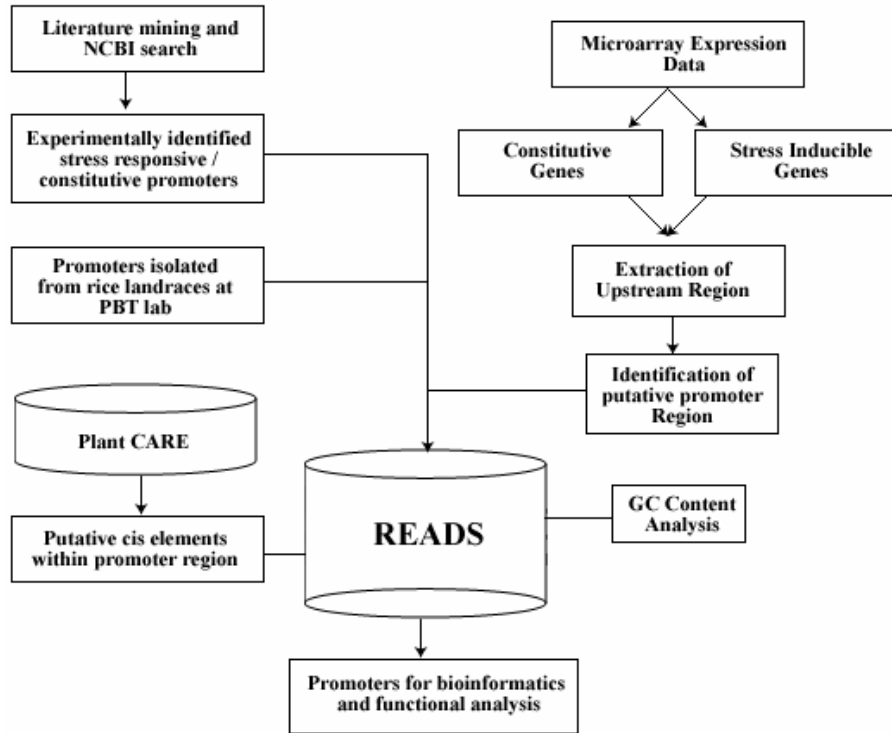 Literature mining and
NCBI search
Microarray Expression
Data
Experimentally identified
stress responsive /
constitutive promoters
Constitutive
Genes
Stress Inducible
Genes
Promoters isolated
from rice landraces at
PBT lab
Extraction of
Upstream Region
Identification of
putative promoter
Region
Plant CARE
READS
GC Content
Analysis
Putative cis elements
within promoter region
Promoters for bioinformatics
and functional analysis